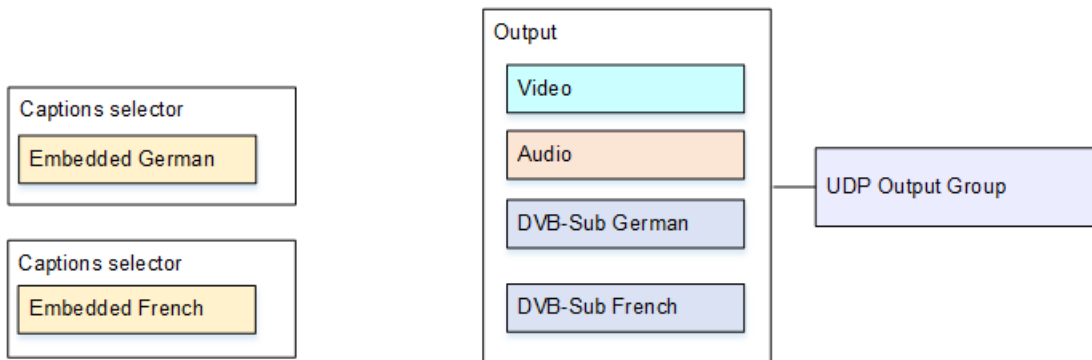 Captions selector
Embedded German
Captions selector
Embedded French
Output
Video
Audio
DVB-Sub German
DVB-Sub French
UDP Output Group